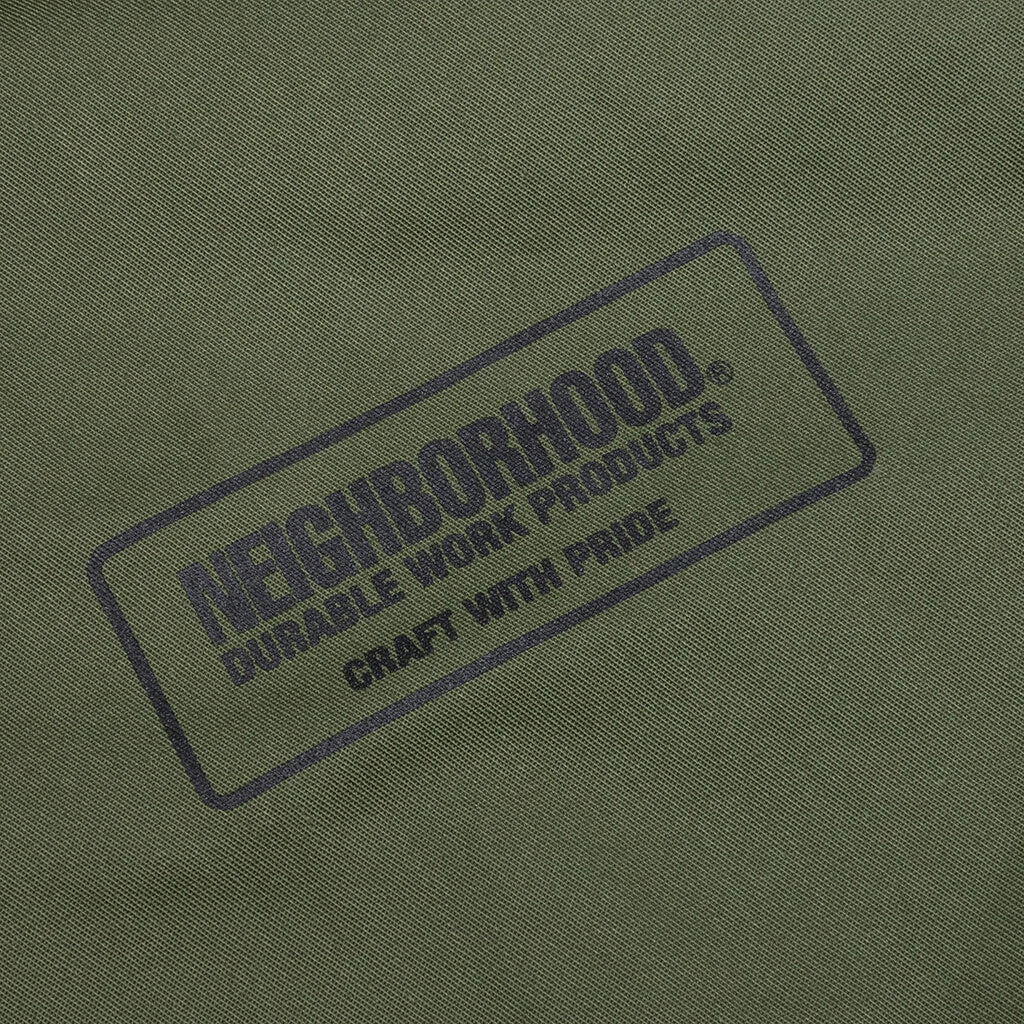 NEIGHBORHOOD®
DURABLE WORK PRODUCTS
CRAFT WITH PRIDE